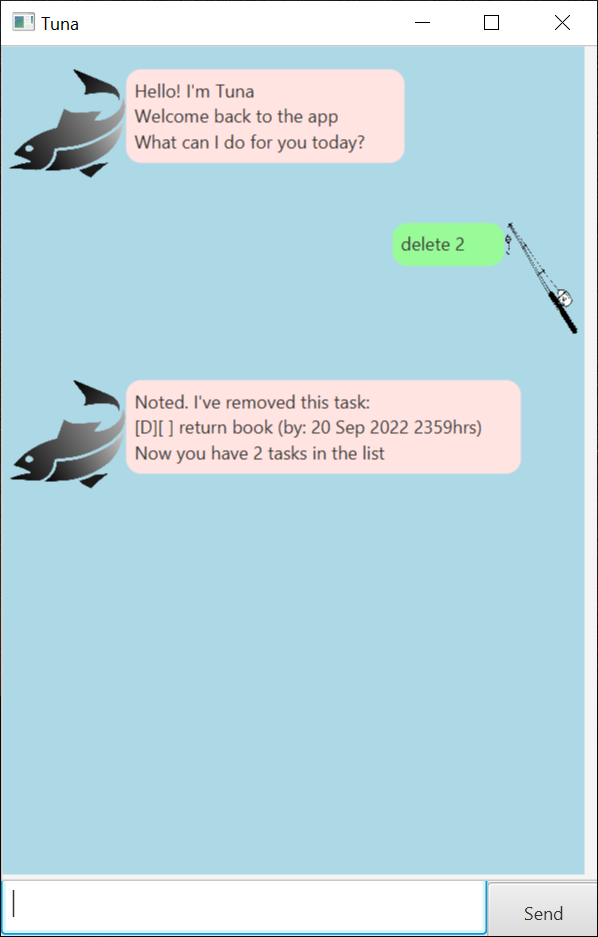 Tuna
Hello! I'm Tuna
Welcome back to the app
What can I do for you today?
delete 2
Noted. I've removed this task:
[D][ ] return book (by: 20 Sep 2022 2359hrs)
Now you have 2 tasks in the list
Send